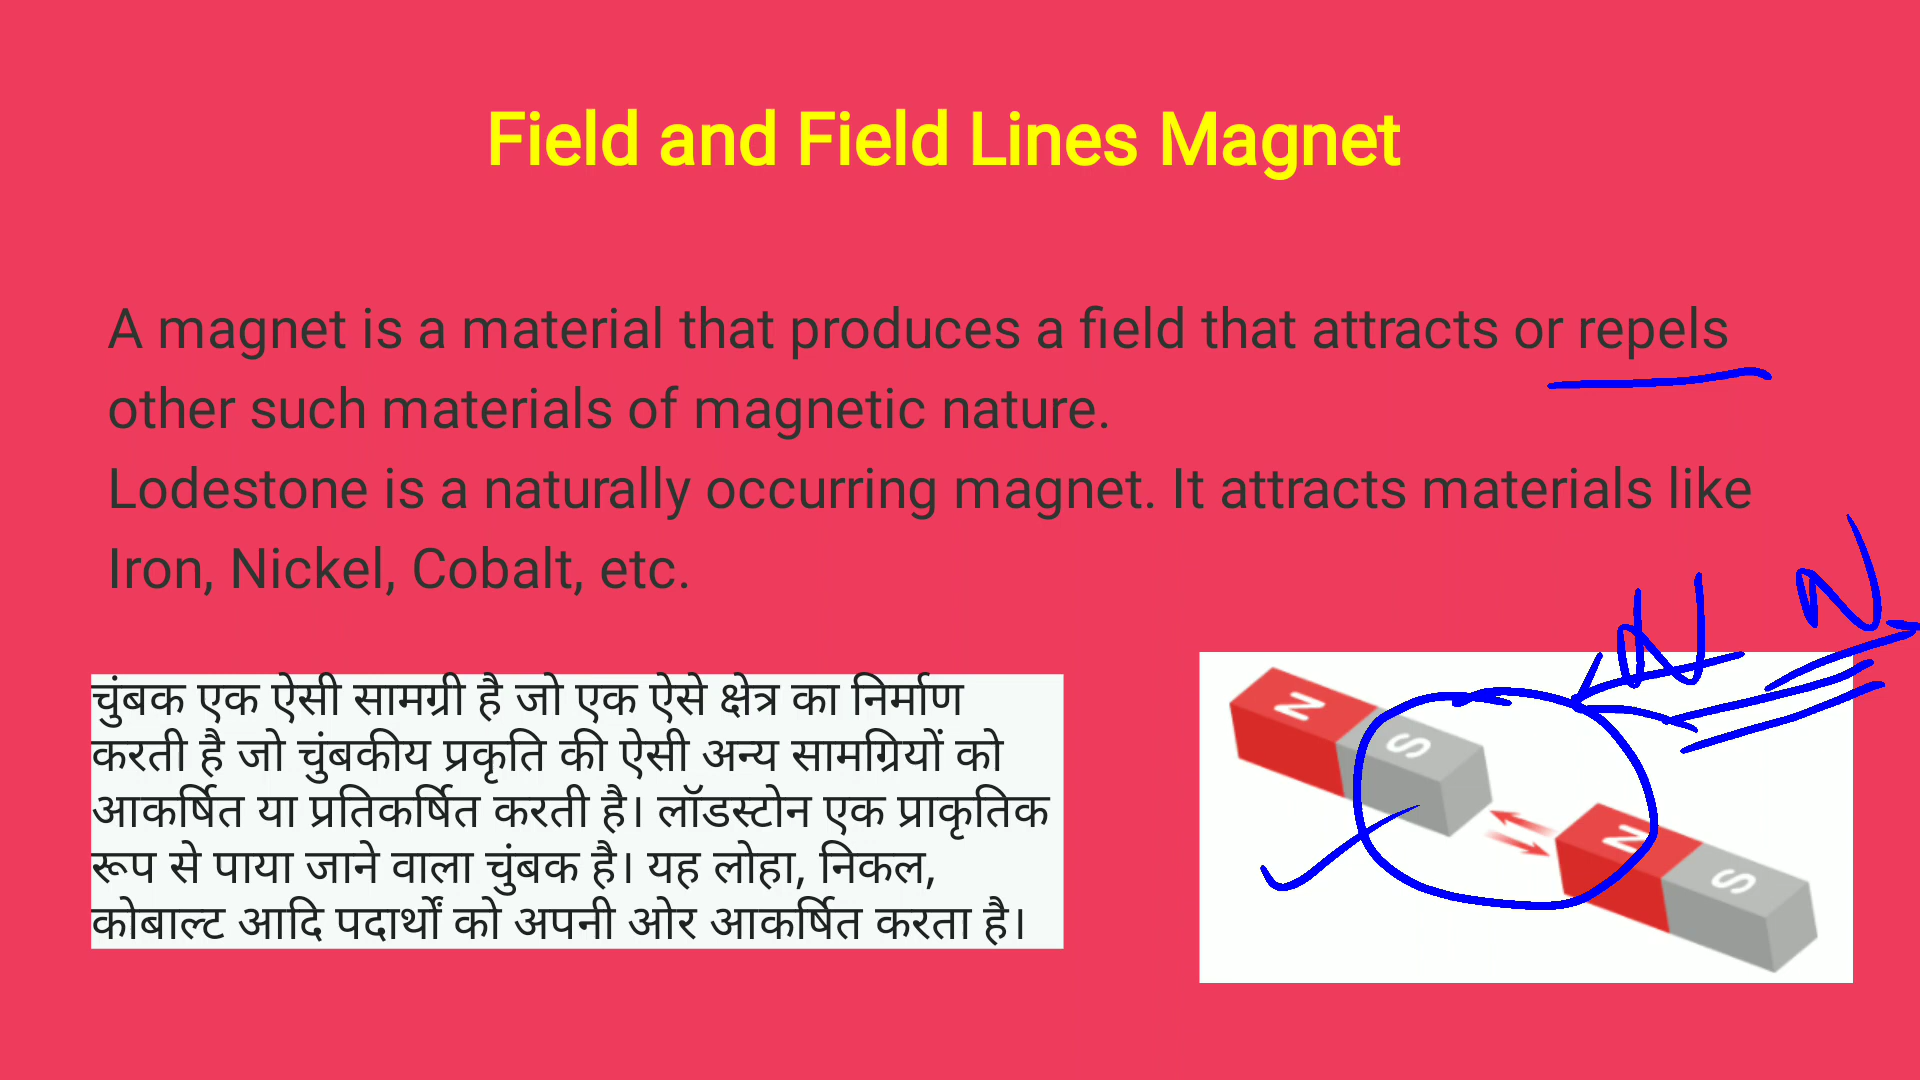 Field and Field Lines Magnet
A magnet is a material that produces a field that attracts or repels
other such materials of magnetic nature.
Lodestone is a naturally occurring magnet. It attracts materials like
Iron, Nickel, Cobalt, etc.
N N
चुंबक एक ऐसी सामग्री है जो एक ऐसे क्षेत्र का निर्माण
करती है जो चुंबकीय प्रकृति की ऐसी अन्य सामग्रियों को
आकर्षित या प्रतिकर्षित करती है। लॉडस्टोन एक प्राकृतिक
रूप से पाया जाने वाला चुंबक है। यह लोहा, निकल,
कोबाल्ट आदि पदार्थों को अपनी ओर आकर्षित करता है।
N S
N S